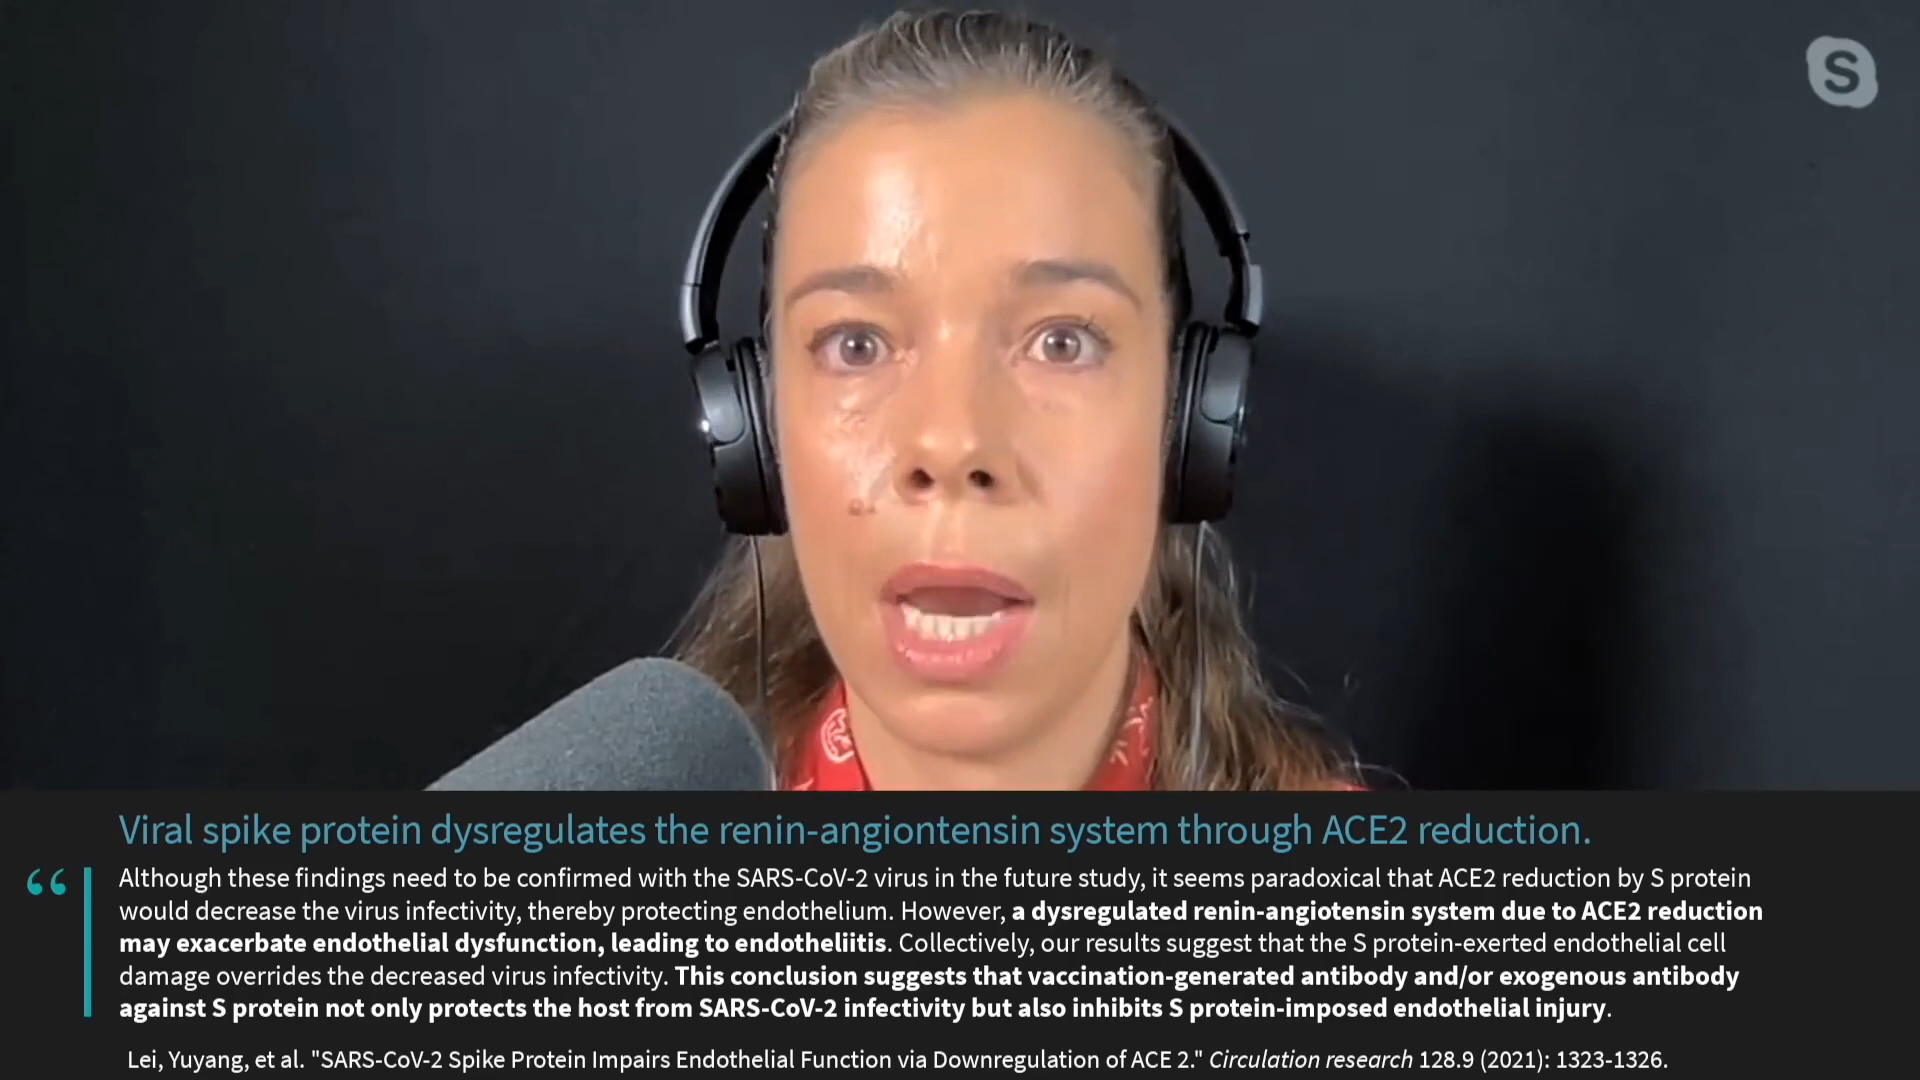 S
Viral spike protein dysregulates the renin-angiontensin system through ACE2 reduction.
“ Although these findings need to be confirmed with the SARS-CoV-2 virus in the future study, it seems paradoxical that ACE2 reduction by S protein
would decrease the virus infectivity, thereby protecting endothelium. However, a dysregulated renin-angiotensin system due to ACE2 reduction
may exacerbate endothelial dysfunction, leading to endotheliitis. Collectively, our results suggest that the S protein-exerted endothelial cell
damage overrides the decreased virus infectivity. This conclusion suggests that vaccination-generated antibody and/or exogenous antibody
against S protein not only protects the host from SARS-CoV-2 infectivity but also inhibits S protein-imposed endothelial injury.
Lei, Yuyang, et al. "SARS-CoV-2 Spike Protein Impairs Endothelial Function via Downregulation of ACE 2." Circulation research 128.9 (2021): 1323-1326.